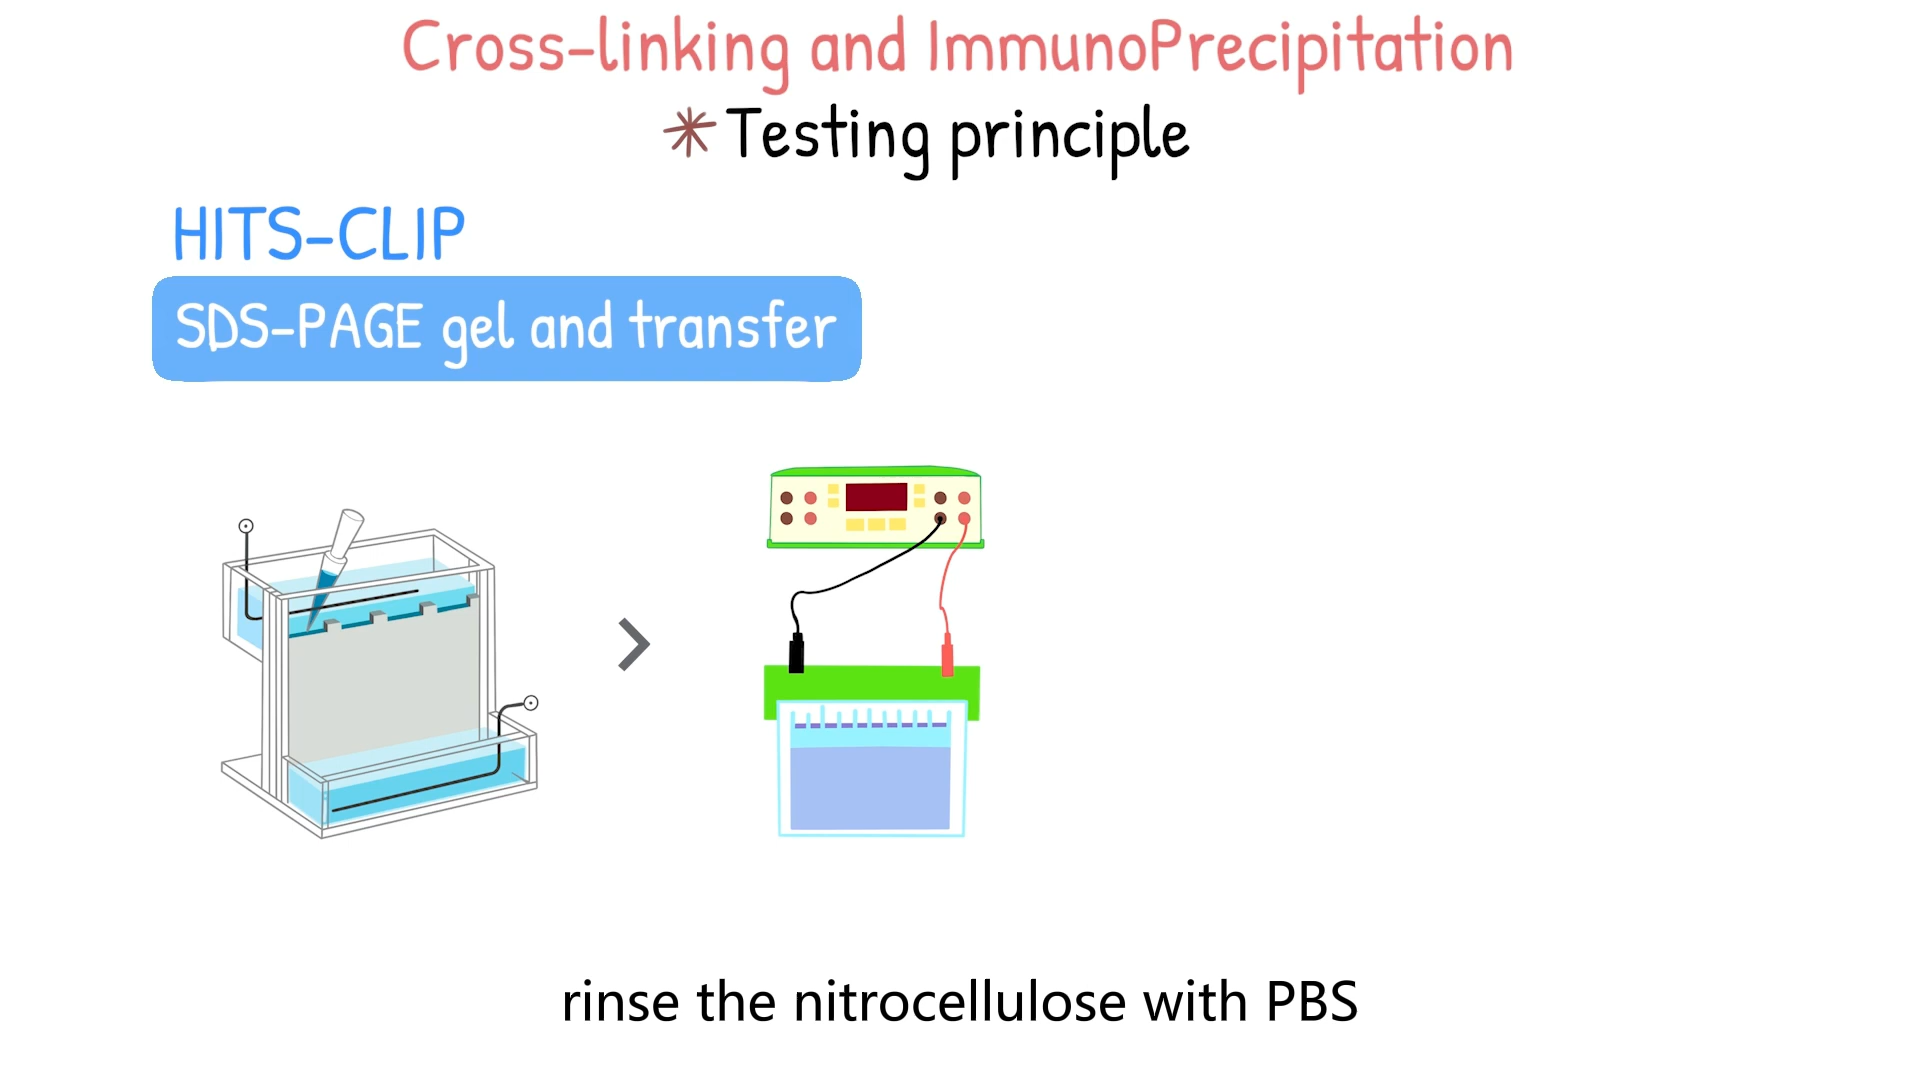 Cross-linking and ImmunoPrecipitation
*Testing principle
HITS-CLIP
SDS-PAGE gel and transfer
rinse the nitrocellulose with PBS